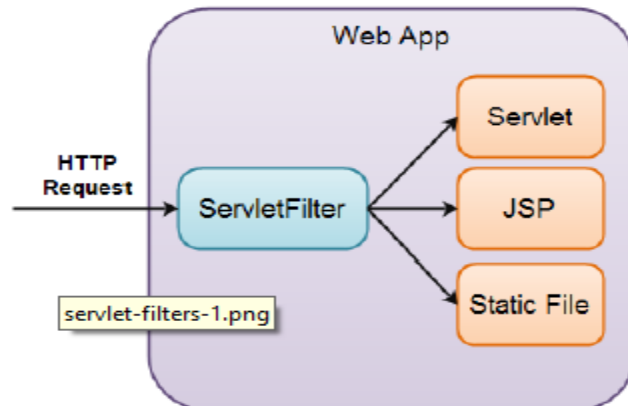 Web App
Servlet
HTTP
Request
ServletFilter
JSP
servlet-filters-1.png
Static File